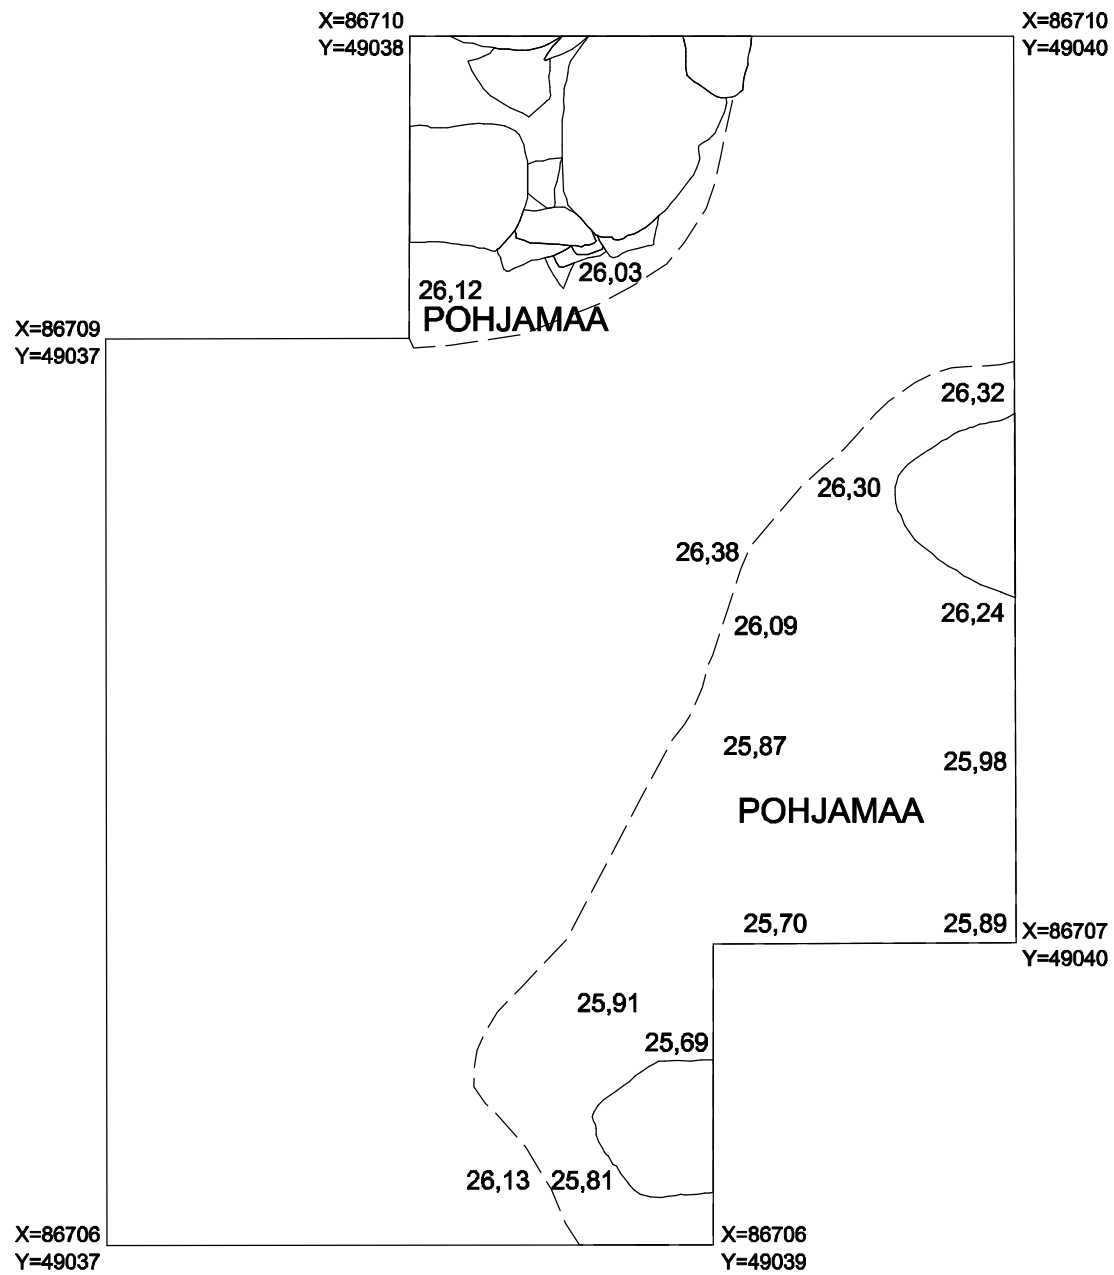 X=86710
Y=49038
X=86710
Y=49040
26,03
26,12
POHJAMAA
X=86709
Y=49037
26,32
26,30
26,38
26,24
26,09
25,87
25,98
POHJAMAA
25,70
25,89
X=86707
Y=49040
25,91
25,69
26,13
25,81
X=86706
Y=49037
X=86706
Y=49039